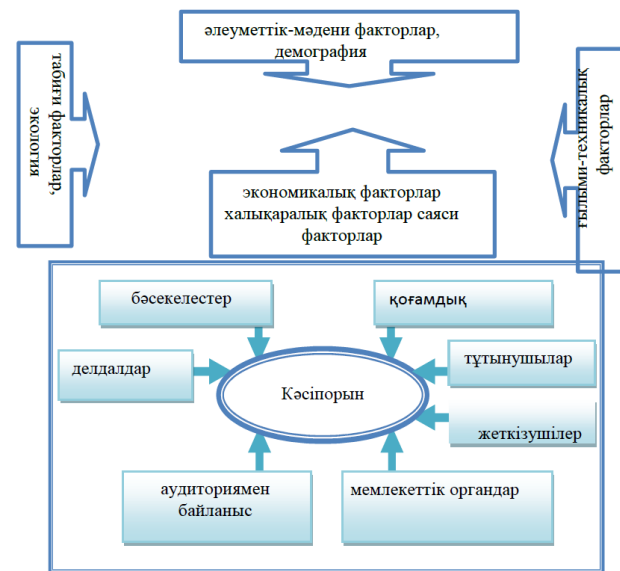 әлеуметтік-мәдени факторлар,
демография
табиғи факторлар,
экология
ғылыми-техникалық
факторлар
экономикалық факторлар
халықаралық факторлар саяси
факторлар
бәсекелестер
қоғамдық
делдалдар
тұтынушылар
Кәсіпорын
жеткізушілер
аудиториямен
байланыс
мемлекеттік органдар